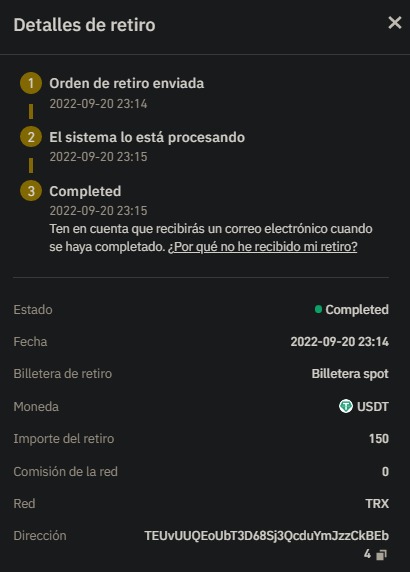 Detalles de retiro
1 Orden de retiro enviada
2022-09-20 23:14
2 El sistema lo está procesando
2022-09-20 23:15
3 Completed
2022-09-20 23:15
Ten en cuenta que recibirás un correo electrónico cuando
se haya completado. ¿Por qué no he recibido mi retiro?
Estado Completed
Fecha 2022-09-20 23:14
Billetera de retiro Billetera spot
Moneda USDT
Importe del retiro 150
Comisión de la red 0
Red TRX
Dirección TEUvUUQEoUbT3D68Sj3QcduYmJzzCkBEb
4